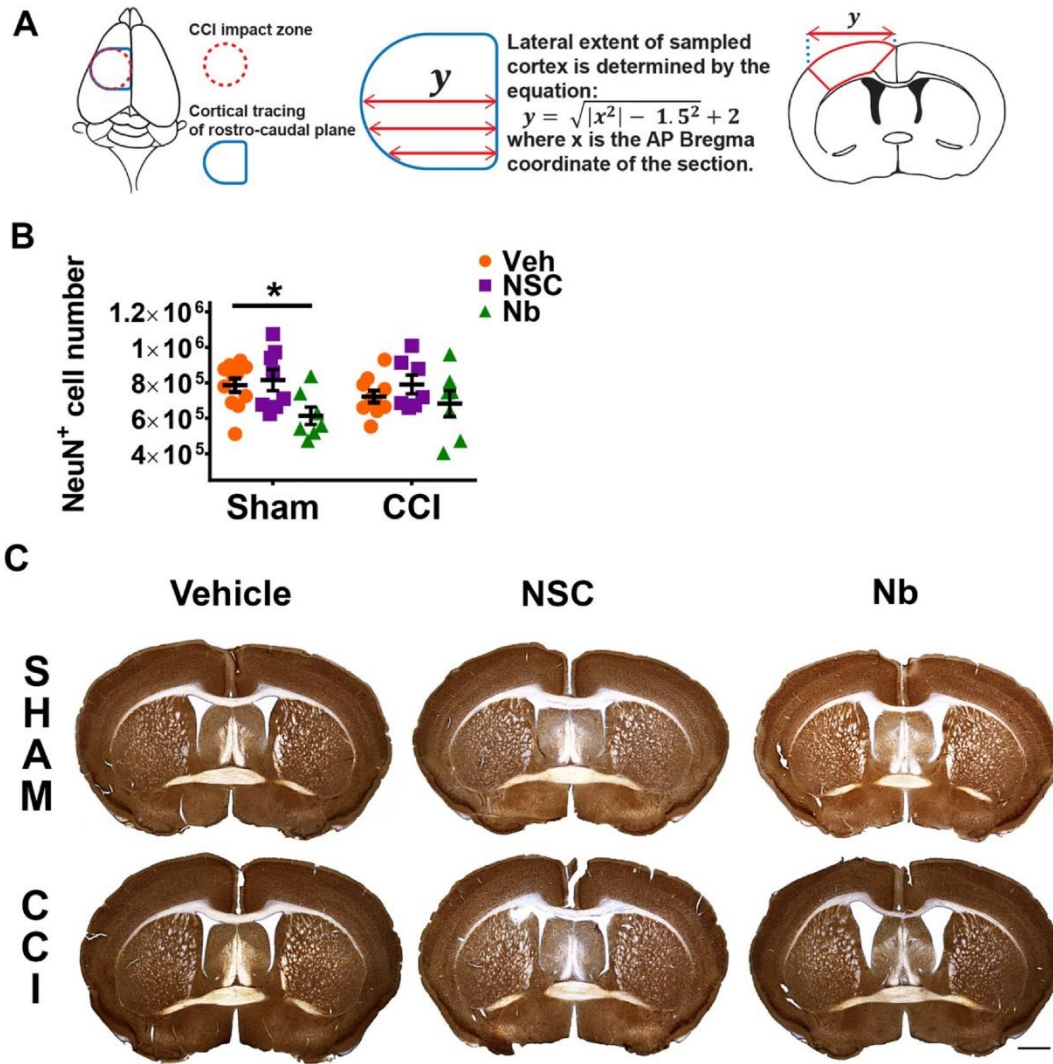 A
CCI impact zone
Cortical tracing
of rostro-caudal plane
y
Lateral extent of sampled
cortex is determined by the
equation:
y = √|x²| − 1.5² + 2
where x is the AP Bregma
coordinate of the section.
y
B
NeuN⁺ cell number
1.2× 10⁶
1× 10⁶
8× 10⁵
6× 10⁵
4× 10⁵
*
Sham
CCI
Veh
NSC
Nb
C
Vehicle
NSC
Nb
SHAM
CCI